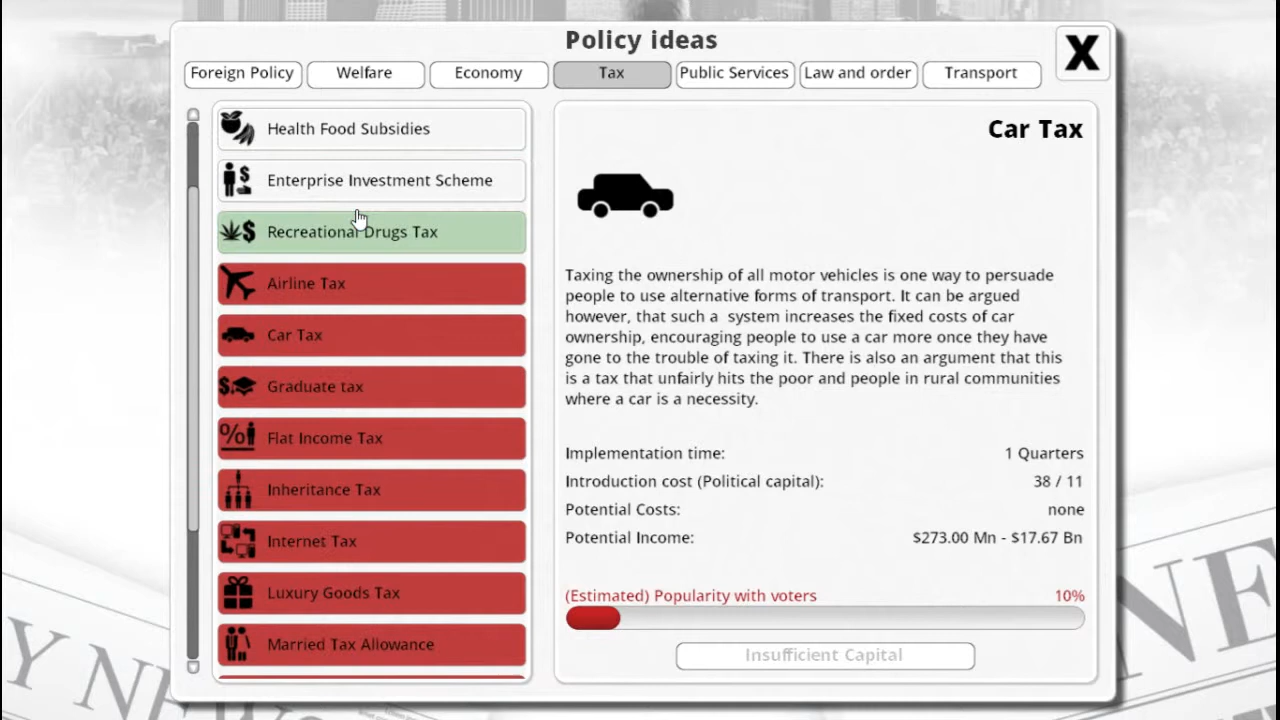 Policy ideas
X
Foreign Policy
Welfare
Economy
Tax
Public Services
Law and order
Transport
Health Food Subsidies
Enterprise Investment Scheme
Recreational Drugs Tax
Airline Tax
Car Tax
Graduate tax
Flat Income Tax
Inheritance Tax
Internet Tax
Luxury Goods Tax
Married Tax Allowance
Car Tax
Taxing the ownership of all motor vehicles is one way to persuade
people to use alternative forms of transport. It can be argued
however, that such a system increases the fixed costs of car
ownership, encouraging people to use a car more once they have
gone to the trouble of taxing it. There is also an argument that this
is a tax that unfairly hits the poor and people in rural communities
where a car is a necessity.
Implementation time: 1 Quarters
Introduction cost (Political capital): 38 / 11
Potential Costs: none
Potential Income: $273.00 Mn - $17.67 Bn
(Estimated) Popularity with voters 10%
Insufficient Capital